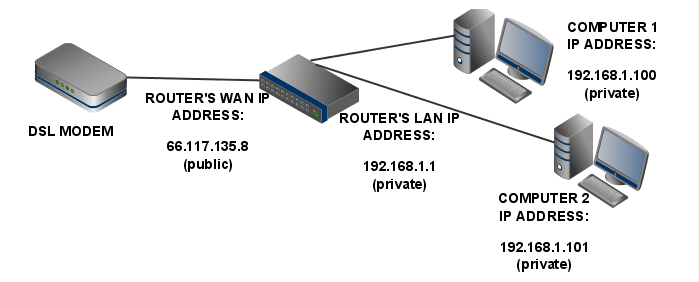 DSL MODEM
ROUTER'S WAN IP
ADDRESS:
66.117.135.8
(public)
ROUTER'S LAN IP
ADDRESS:
192.168.1.1
(private)
COMPUTER 1
IP ADDRESS:
192.168.1.100
(private)
COMPUTER 2
IP ADDRESS:
192.168.1.101
(private)